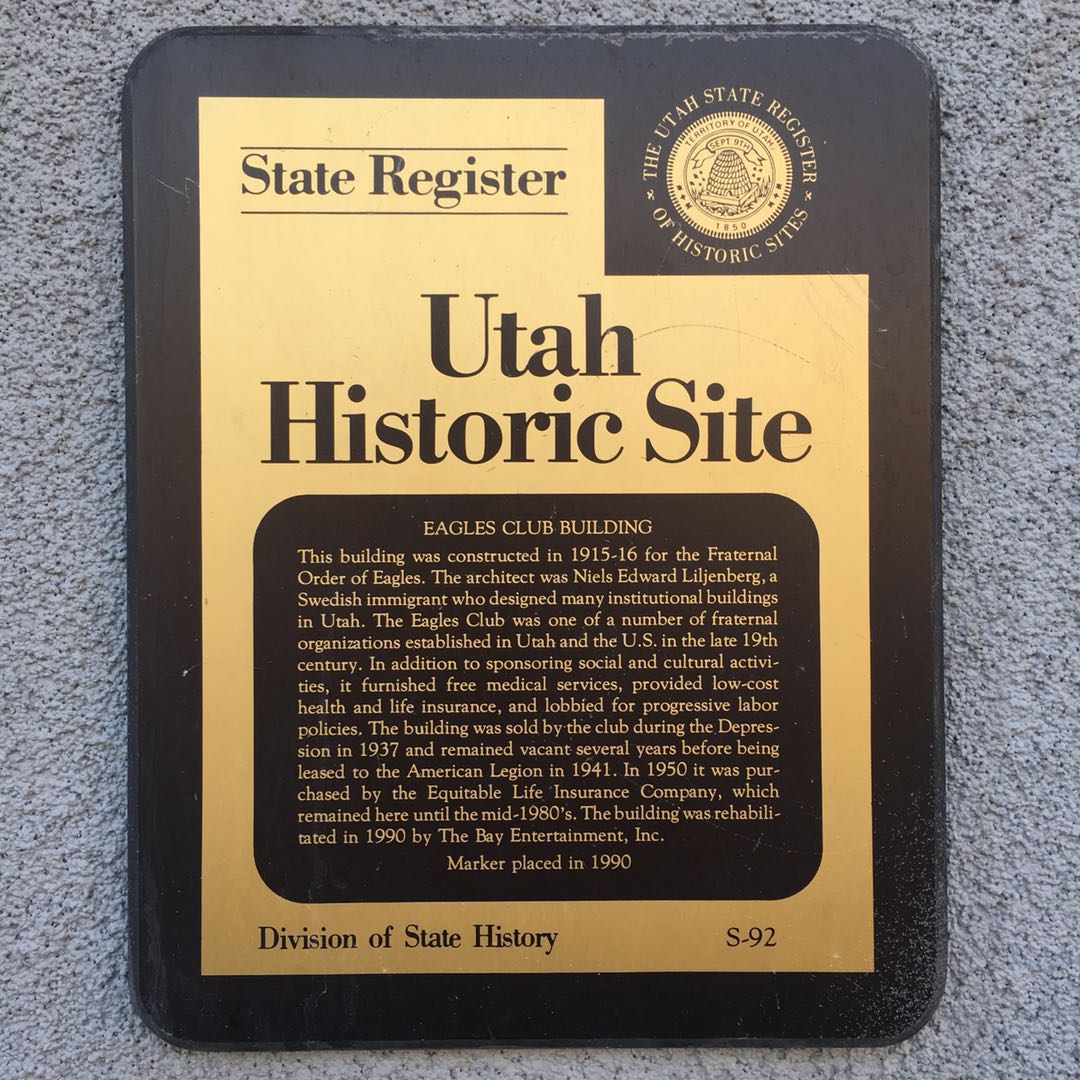 State Register
THE UTAH STATE REGISTER
OF HISTORIC SITES
TERRITORY OF UTAH
SEPT. 9TH
1850
Utah
Historic Site
EAGLES CLUB BUILDING
This building was constructed in 1915-16 for the Fraternal
Order of Eagles. The architect was Niels Edward Liljenberg, a
Swedish immigrant who designed many institutional buildings
in Utah. The Eagles Club was one of a number of fraternal
organizations established in Utah and the U.S. in the late 19th
century. In addition to sponsoring social and cultural activi-
ties, it furnished free medical services, provided low-cost
health and life insurance, and lobbied for progressive labor
policies. The building was sold by the club during the Depres-
sion in 1937 and remained vacant several years before being
leased to the American Legion in 1941. In 1950 it was pur-
chased by the Equitable Life Insurance Company, which
remained here until the mid-1980's. The building was rehabili-
tated in 1990 by The Bay Entertainment, Inc.
Marker placed in 1990
Division of State History
S-92